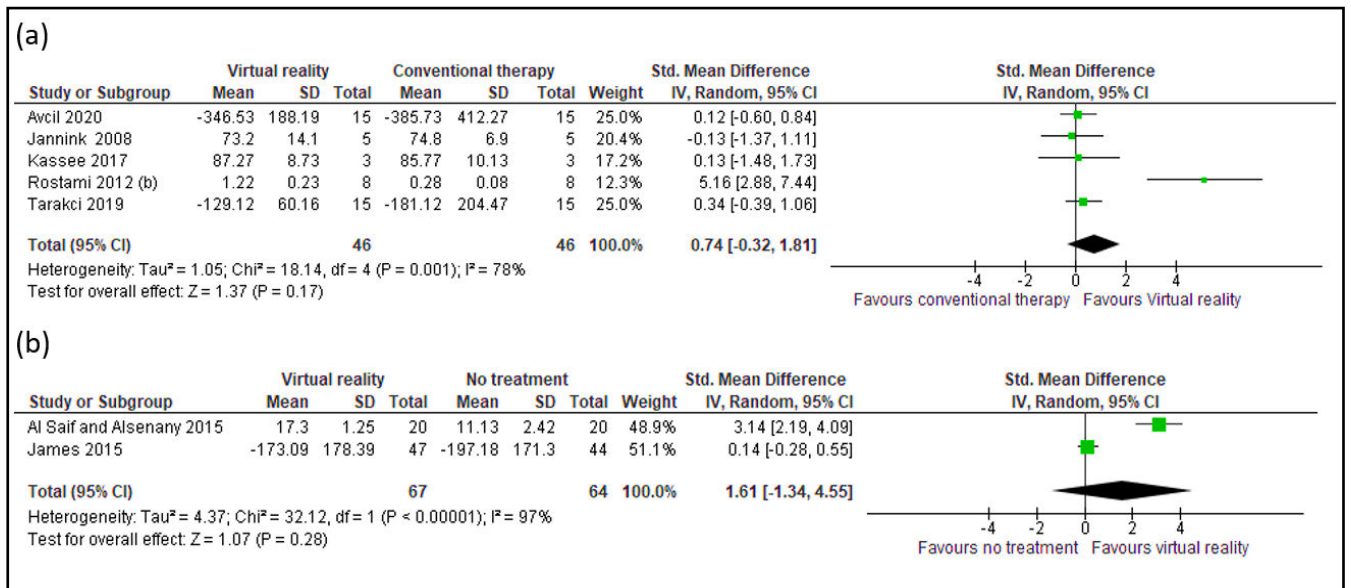 (a)
Virtual reality Conventional therapy Std. Mean Difference Std. Mean Difference
Study or Subgroup Mean SD Total Mean SD Total Weight IV, Random, 95% CI IV, Random, 95% CI
Avcil 2020 -346.53 188.19 15 -385.73 412.27 15 25.0% 0.12 [-0.60, 0.84]
Jannink 2008 73.2 14.1 5 74.8 6.9 5 20.4% -0.13 [-1.37, 1.11]
Kassee 2017 87.27 8.73 3 85.77 10.13 3 17.2% 0.13 [-1.48, 1.73]
Rostami 2012 (b) 1.22 0.23 8 0.28 0.08 8 12.3% 5.16 [2.88, 7.44]
Tarakci 2019 -129.12 60.16 15 -181.12 204.47 15 25.0% 0.34 [-0.39, 1.06]
Total (95% CI) 46 46 100.0% 0.74 [-0.32, 1.81]
Heterogeneity: Tau² = 1.05; Chi² = 18.14, df = 4 (P = 0.001); I² = 78%
Test for overall effect: Z = 1.37 (P = 0.17)
-4 -2 0 2 4
Favours conventional therapy Favours Virtual reality
(b)
Virtual reality No treatment Std. Mean Difference Std. Mean Difference
Study or Subgroup Mean SD Total Mean SD Total Weight IV, Random, 95% CI IV, Random, 95% CI
Al Saif and Alsenany 2015 17.3 1.25 20 11.13 2.42 20 48.9% 3.14 [2.19, 4.09]
James 2015 -173.09 178.39 47 -197.18 171.3 44 51.1% 0.14 [-0.28, 0.55]
Total (95% CI) 67 64 100.0% 1.61 [-1.34, 4.55]
Heterogeneity: Tau² = 4.37; Chi² = 32.12, df = 1 (P < 0.00001); I² = 97%
Test for overall effect: Z = 1.07 (P = 0.28)
-4 -2 0 2 4
Favours no treatment Favours virtual reality